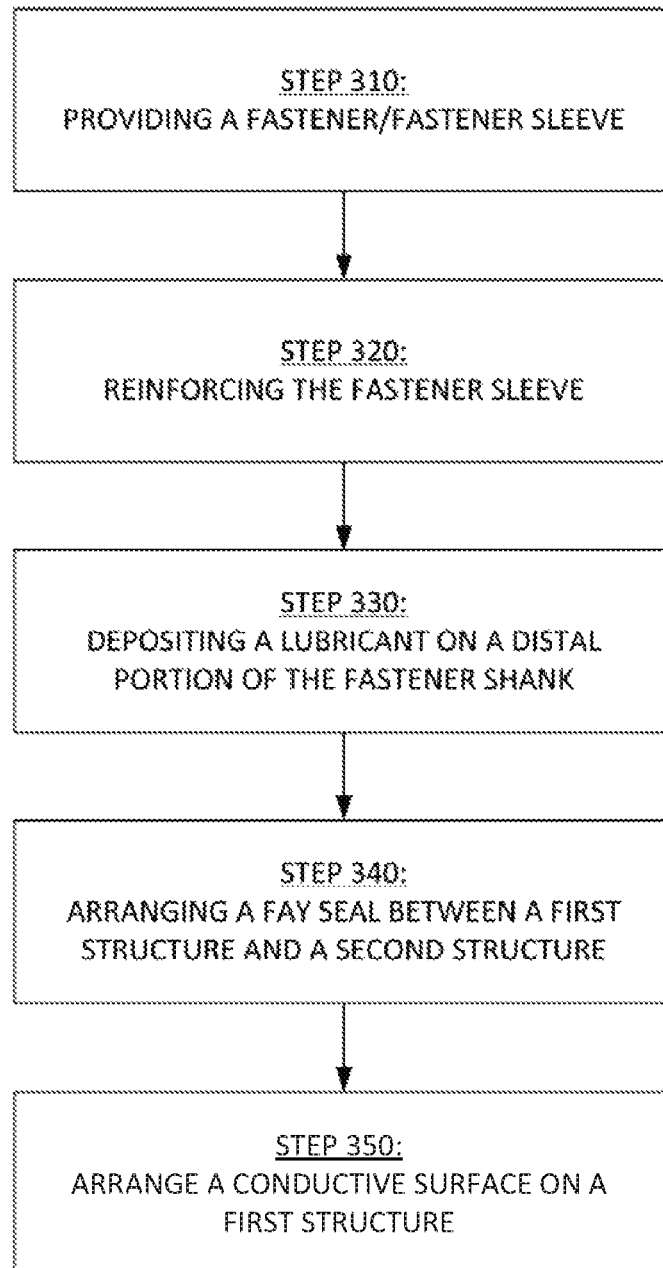 STEP 310:
PROVIDING A FASTENER/FASTENER SLEEVE
STEP 320:
REINFORCING THE FASTENER SLEEVE
STEP 330:
DEPOSITING A LUBRICANT ON A DISTAL
PORTION OF THE FASTENER SHANK
STEP 340:
ARRANGING A FAY SEAL BETWEEN A FIRST
STRUCTURE AND A SECOND STRUCTURE
STEP 350:
ARRANGE A CONDUCTIVE SURFACE ON A
FIRST STRUCTURE